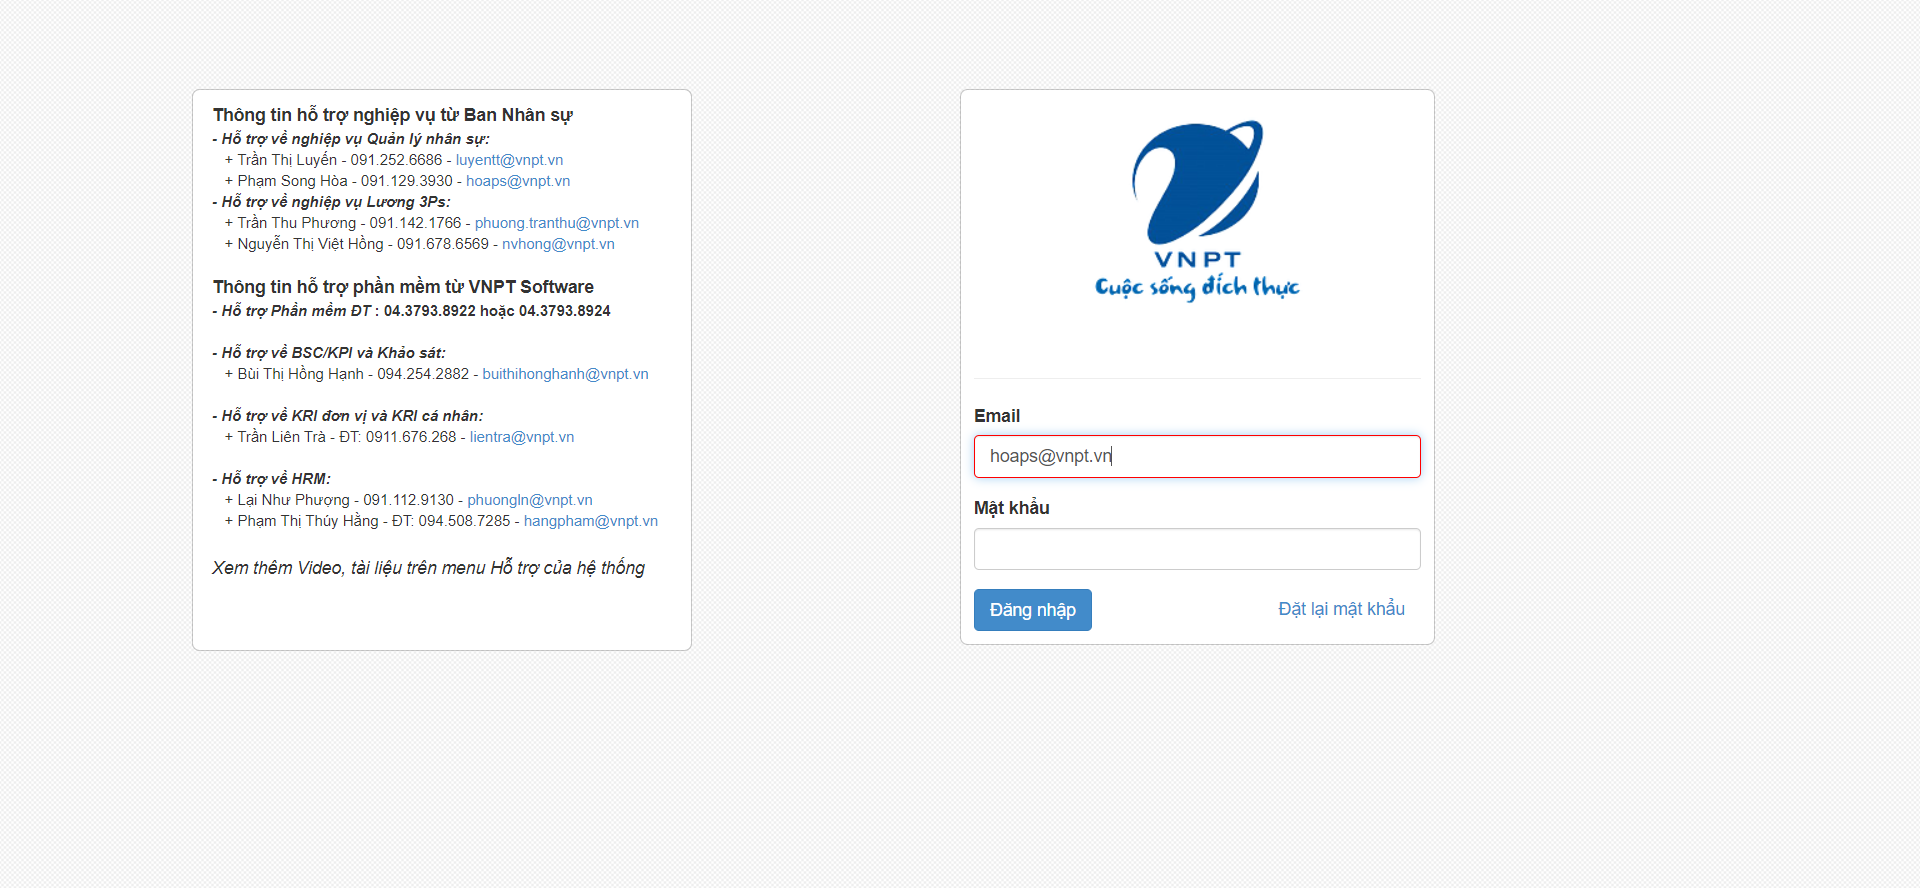 Thông tin hỗ trợ nghiệp vụ từ Ban Nhân sự
- Hỗ trợ về nghiệp vụ Quản lý nhân sự:
+ Trần Thị Luyến - 091.252.6686 - luyentt@vnpt.vn
+ Phạm Song Hòa - 091.129.3930 - hoaps@vnpt.vn
- Hỗ trợ về nghiệp vụ Lương 3Ps:
+ Trần Thu Phương - 091.142.1766 - phuong.tranthu@vnpt.vn
+ Nguyễn Thị Việt Hồng - 091.678.6569 - nvhong@vnpt.vn
Thông tin hỗ trợ phần mềm từ VNPT Software
- Hỗ trợ Phần mềm ĐT : 04.3793.8922 hoặc 04.3793.8924
- Hỗ trợ về BSC/KPI và Khảo sát:
+ Bùi Thị Hồng Hạnh - 094.254.2882 - buithihonghanh@vnpt.vn
- Hỗ trợ về KRI đơn vị và KRI cá nhân:
+ Trần Liên Trà - ĐT: 0911.676.268 - lientra@vnpt.vn
- Hỗ trợ về HRM:
+ Lại Như Phượng - 091.112.9130 - phuongln@vnpt.vn
+ Phạm Thị Thúy Hằng - ĐT: 094.508.7285 - hangpham@vnpt.vn
Xem thêm Video, tài liệu trên menu Hỗ trợ của hệ thống
VNPT
Cuộc sống đích thực
Email
hoaps@vnpt.vn
Mật khẩu
Đăng nhập
Đặt lại mật khẩu